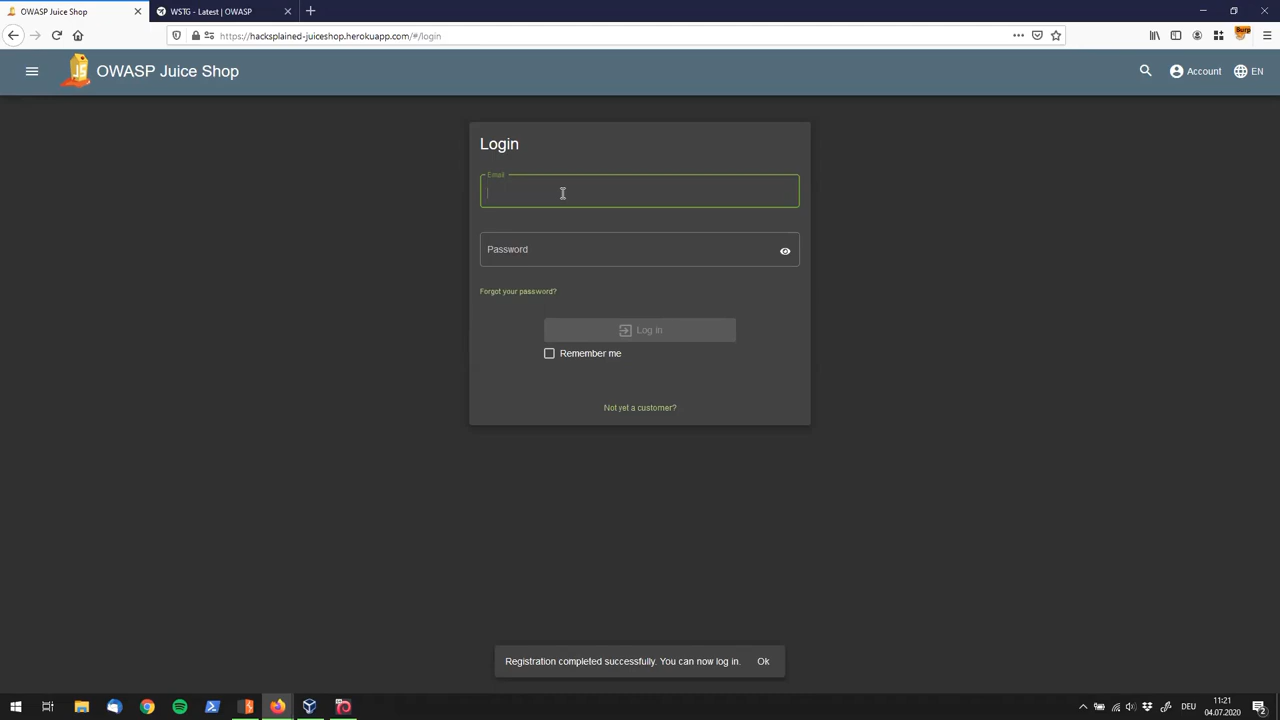 OWASP Juice Shop
WSTG - Latest | OWASP
https://hacksplained-juiceshop.herokuapp.com/#/login
Burp
OWASP Juice Shop
Account
EN
Login
Email
Password
Forgot your password?
Log in
Remember me
Not yet a customer?
Registration completed successfully. You can now log in. Ok
DEU
11:21
04.07.2020
2